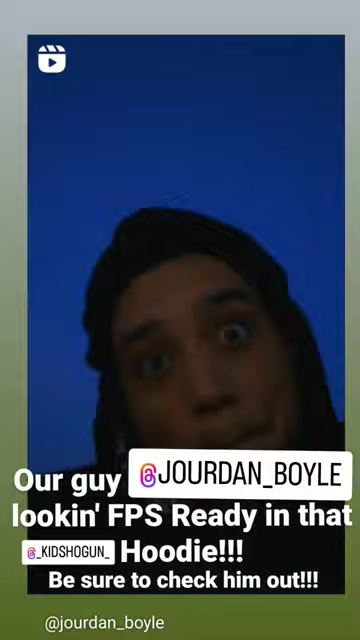 Our guy @JOURDAN_BOYLE
lookin' FPS Ready in that
@_KIDSHOGUN_ Hoodie!!!
Be sure to check him out!!!
@jourdan_boyle